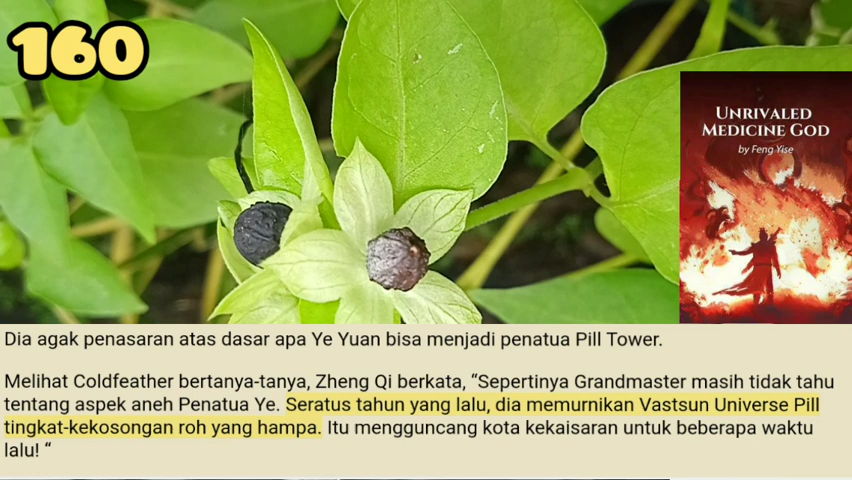 160
UNRIVALED
MEDICINE GOD
by Feng Yise
Dia agak penasaran atas dasar apa Ye Yuan bisa menjadi penatua Pill Tower.
Melihat Coldfeather bertanya-tanya, Zheng Qi berkata, “Sepertinya Grandmaster masih tidak tahu
tentang aspek aneh Penatua Ye. Seratus tahun yang lalu, dia memurnikan Vastsun Universe Pill
tingkat-kekosongan roh yang hampa. Itu mengguncang kota kekaisaran untuk beberapa waktu
lalu! “